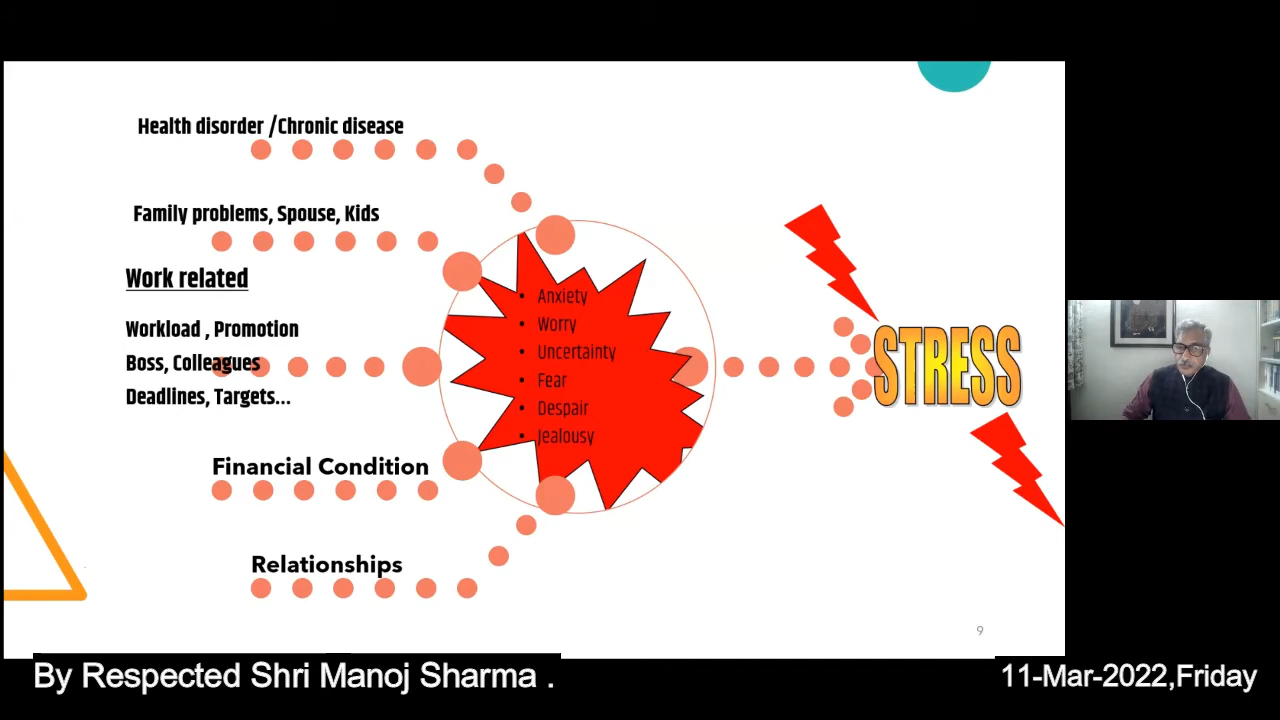 Health disorder /Chronic disease
Family problems, Spouse, Kids
Work related
Workload , Promotion
Boss, Colleagues
Deadlines, Targets...
Financial Condition
Relationships
• Anxiety
• Worry
• Uncertainty
• Fear
• Despair
• Jealousy
STRESS
9
By Respected Shri Manoj Sharma .
11-Mar-2022,Friday